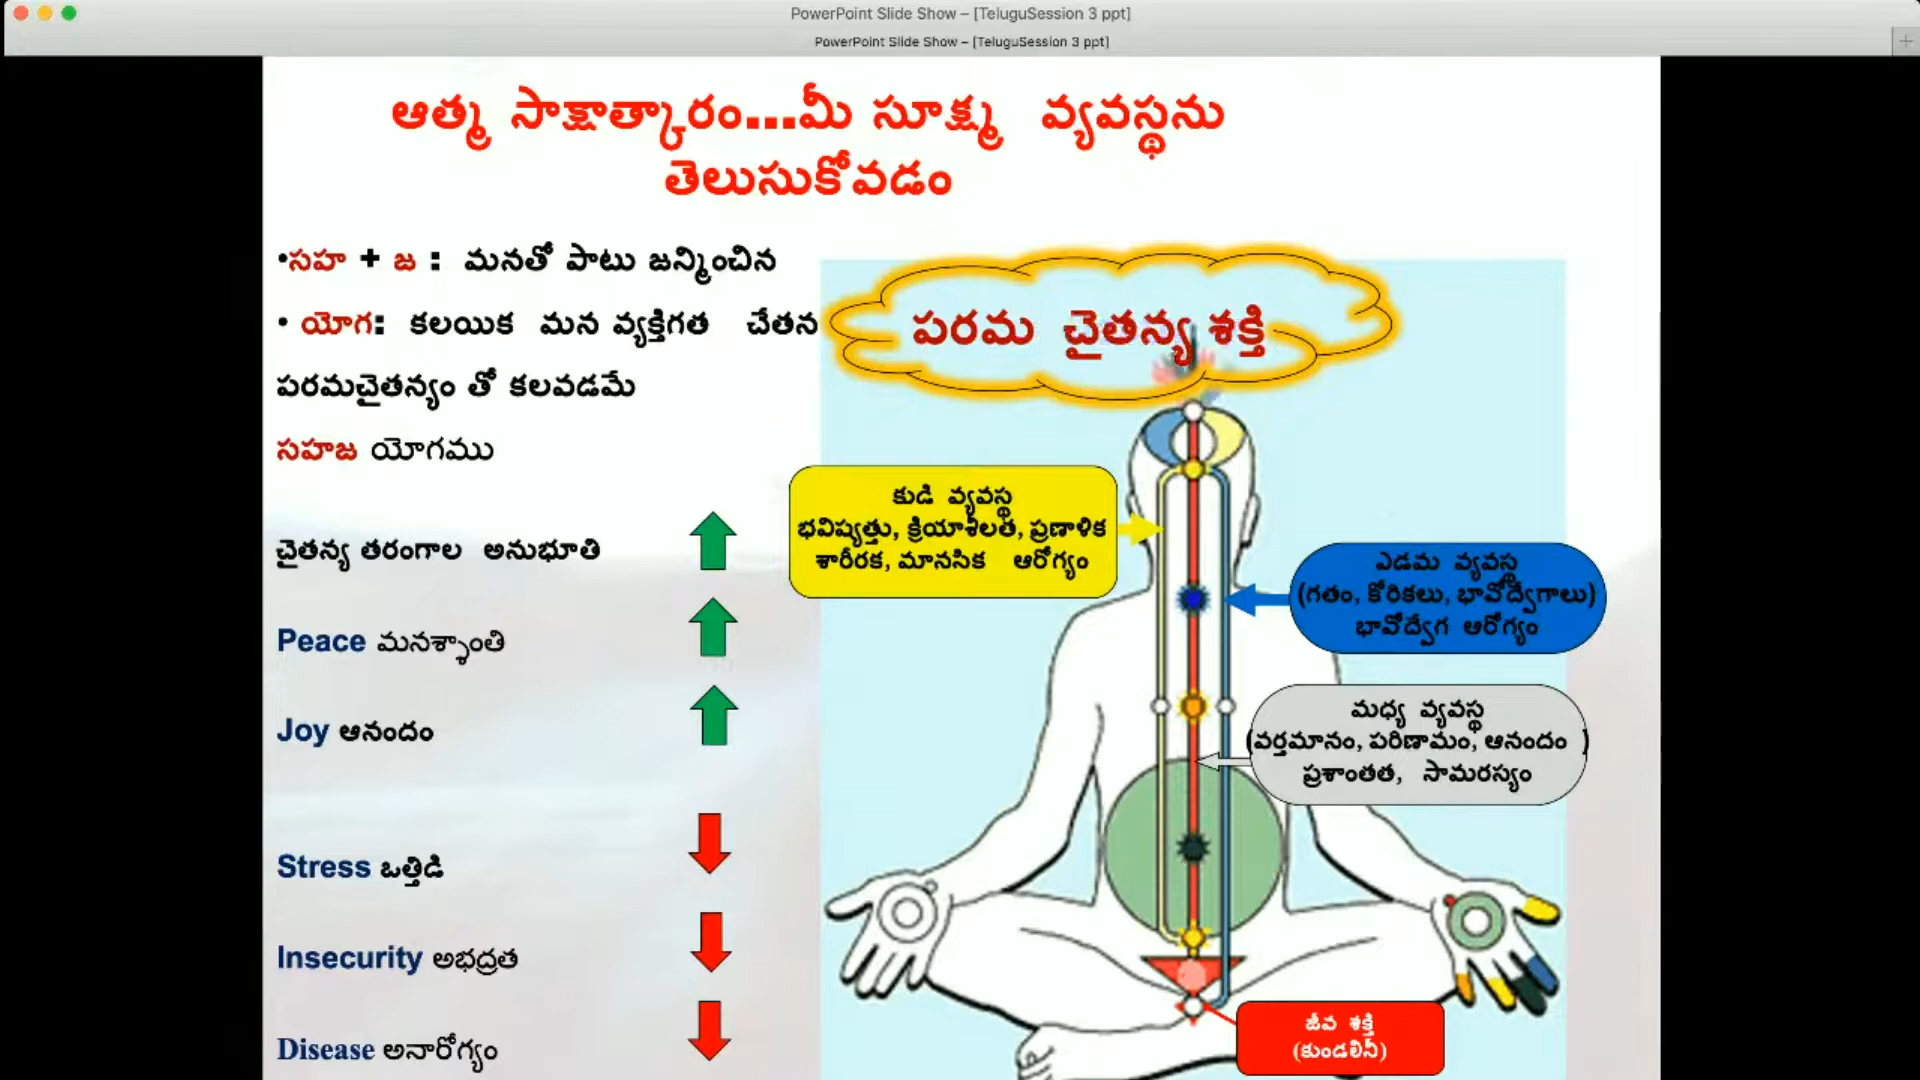 PowerPoint Slide Show – [TeluguSession 3 ppt]
PowerPoint Slide Show – [TeluguSession 3 ppt]
ఆత్మ సాక్షాత్కారం...మీ సూక్ష్మ వ్యవస్థను
తెలుసుకోవడం
•సహ + జ : మనతో పాటు జన్మించిన
• యోగ: కలయిక మన వ్యక్తిగత చేతన
పరమచైతన్యం తో కలవడమే
సహజ యోగము
చైతన్య తరంగాల అనుభూతి
Peace మనశ్శాంతి
Joy ఆనందం
Stress ఒత్తిడి
Insecurity అభద్రత
Disease అనారోగ్యం
పరమ చైతన్య శక్తి
కుడి వ్యవస్థ
భవిష్యత్తు, క్రియాశీలత, ప్రణాళిక
శారీరక, మానసిక ఆరోగ్యం
ఎడమ వ్యవస్థ
(గతం, కోరికలు, భావోద్వేగాలు)
భావోద్వేగ ఆరోగ్యం
మధ్య వ్యవస్థ
(వర్తమానం, పరిణామం, ఆనందం )
ప్రశాంతత, సామరస్యం
జీవ శక్తి
(కుండలినీ)